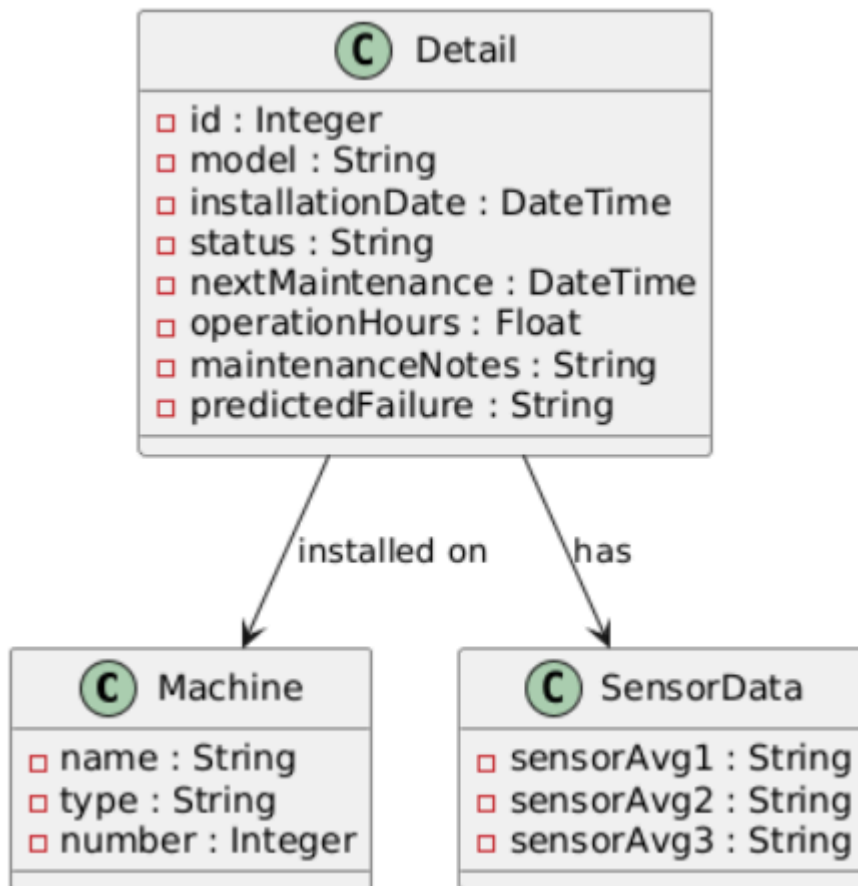 C Detail
id : Integer
model : String
installationDate : DateTime
status : String
nextMaintenance : DateTime
operationHours : Float
maintenanceNotes : String
predictedFailure : String
installed on
has
C Machine
name : String
type : String
number : Integer
C SensorData
sensorAvg1 : String
sensorAvg2 : String
sensorAvg3 : String